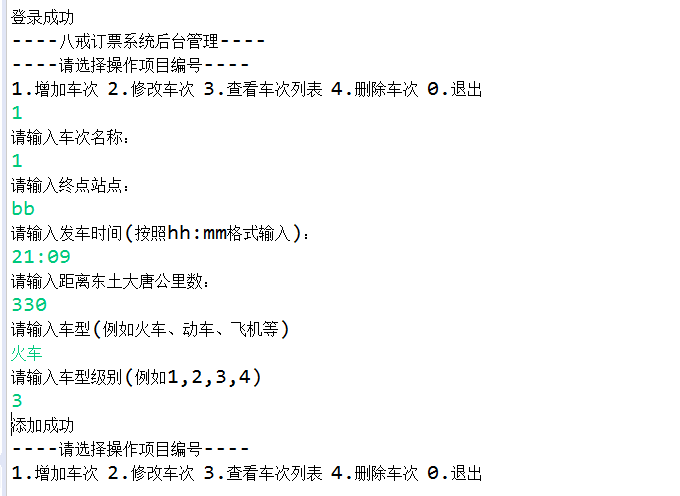 登录成功
----八戒订票系统后台管理----
----请选择操作项目编号----
1.增加车次 2.修改车次 3.查看车次列表 4.删除车次 0.退出
1
请输入车次名称:
1
请输入终点站点:
bb
请输入发车时间(按照hh:mm格式输入):
21:09
请输入距离东土大唐公里数:
330
请输入车型(例如火车、动车、飞机等)
火车
请输入车型级别(例如1,2,3,4)
3
添加成功
----请选择操作项目编号----
1.增加车次 2.修改车次 3.查看车次列表 4.删除车次 0.退出